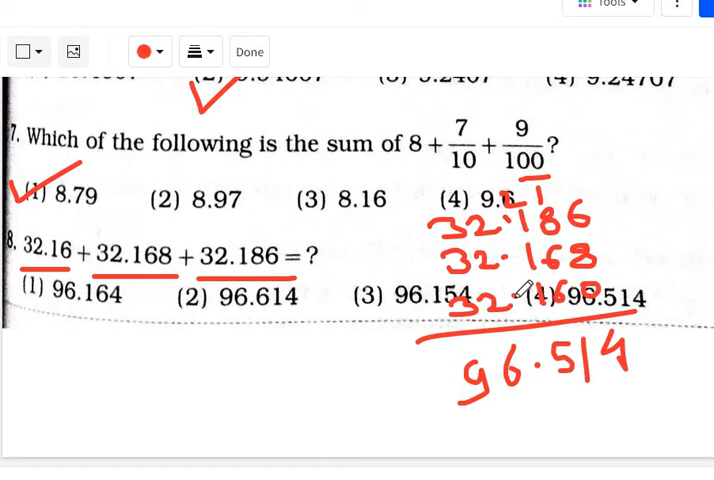 Tools
Done
7. Which of the following is the sum of 8 + 7/10 + 9/100 ?
(1) 8.79 (2) 8.97 (3) 8.16 (4) 9.6
21
32.186
8. 32.16 + 32.168 + 32.186 = ?
32.168
(1) 96.164 (2) 96.614 (3) 96.154 (4) 96.514
32.160
96.514